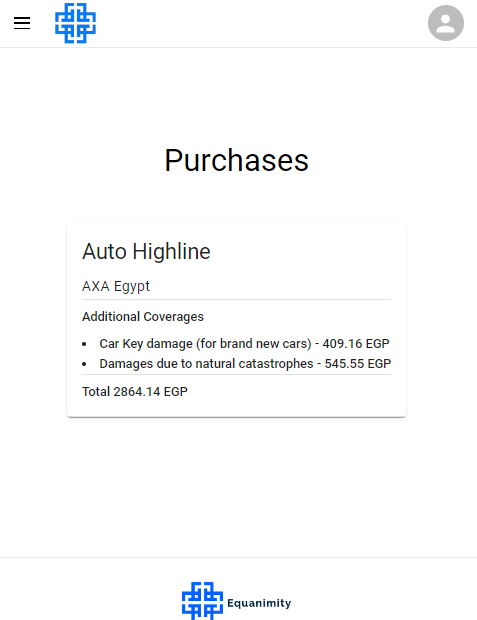 Purchases
Auto Highline
AXA Egypt
Additional Coverages
• Car Key damage (for brand new cars) - 409.16 EGP
• Damages due to natural catastrophes - 545.55 EGP
Total 2864.14 EGP
Equanimity